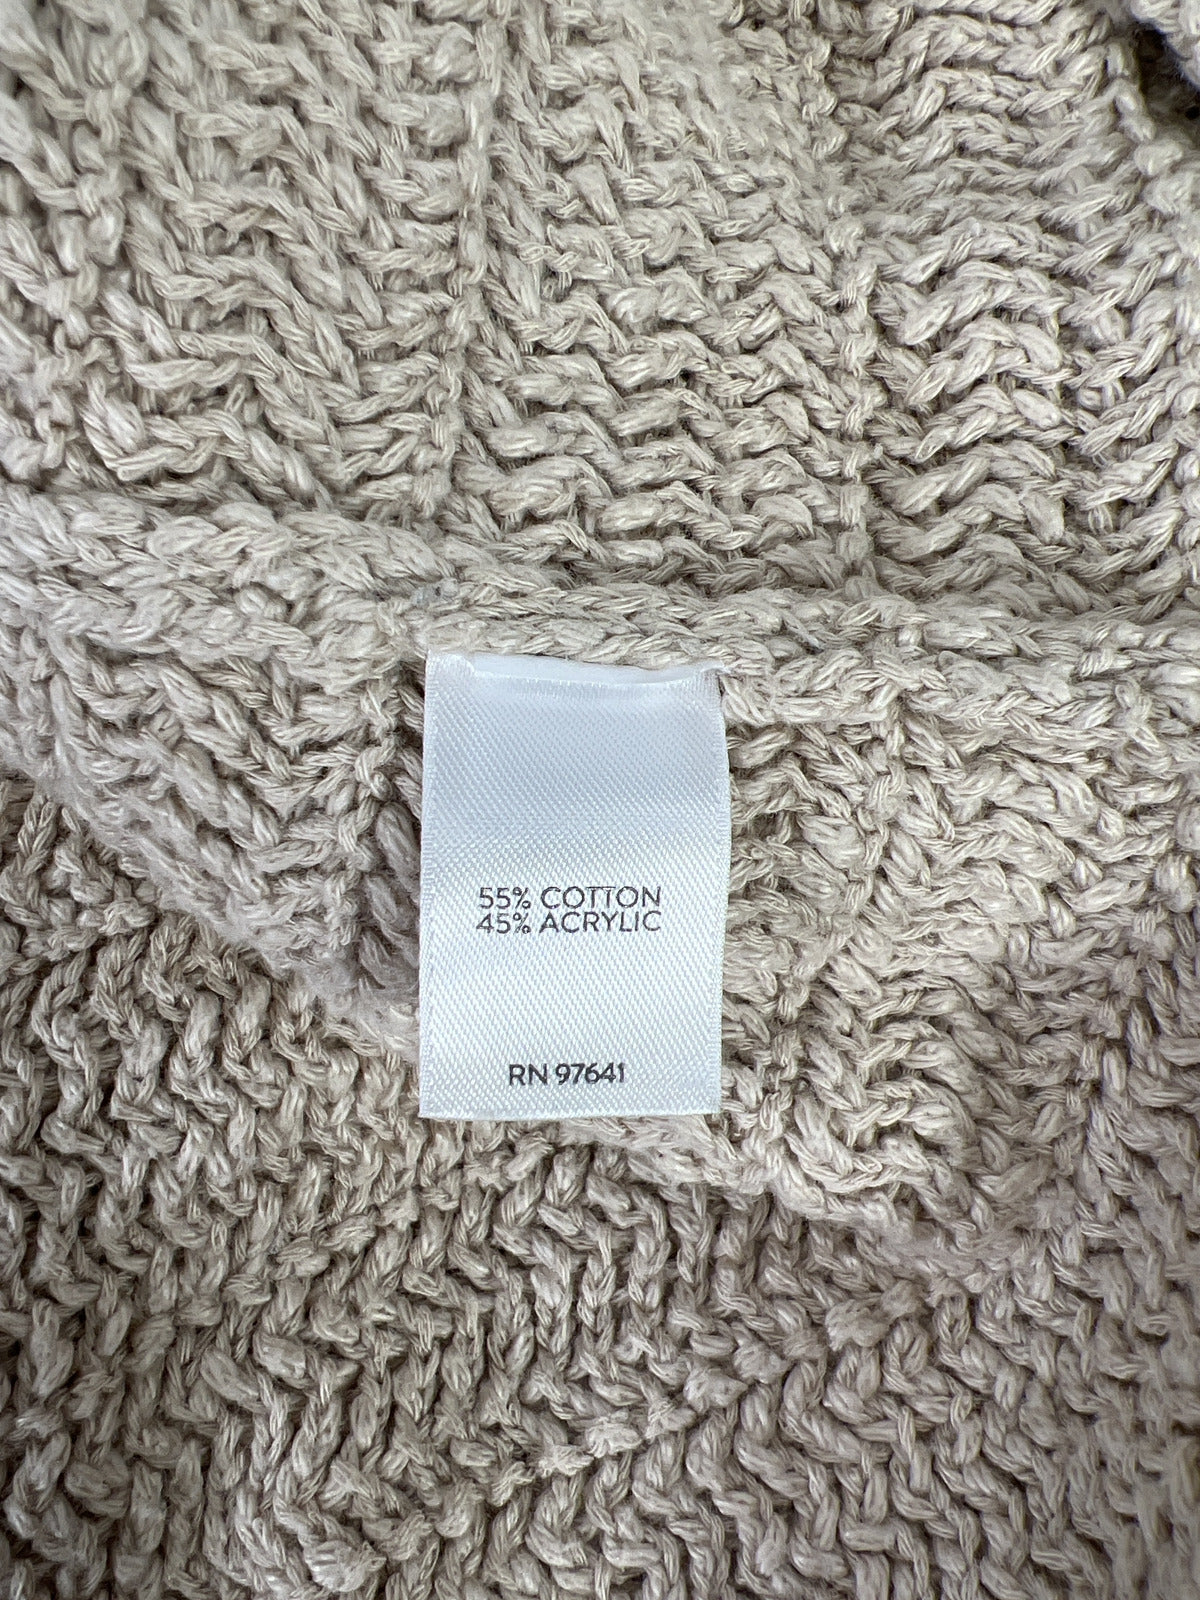 55% COTTON
45% ACRYLIC
RN 97641